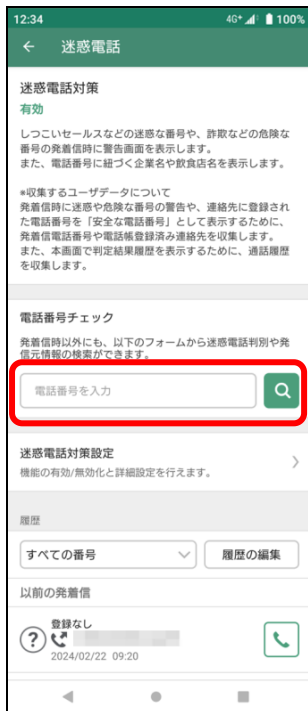 12:34 4G+ 100%
迷惑電話
迷惑電話対策
有効
しつこいセールスなどの迷惑な番号や、詐欺などの危険な
番号の発着信時に警告画面を表示します。
また、電話番号に紐づく企業名や飲食店名を表示します。
※収集するユーザデータについて
発着信時に迷惑や危険な番号の警告や、連絡先に登録され
た電話番号を「安全な電話番号」として表示するために、
発着信電話番号や電話帳登録済み連絡先を収集します。
また、本画面で判定結果履歴を表示するために、通話履歴
を収集します。
電話番号チェック
発着信時以外にも、以下のフォームから迷惑電話判別や発
信元情報の検索ができます。
電話番号を入力
迷惑電話対策設定
機能の有効/無効化と詳細設定を行えます。
履歴
すべての番号 履歴の編集
以前の発着信
登録なし
2024/02/22 09:20